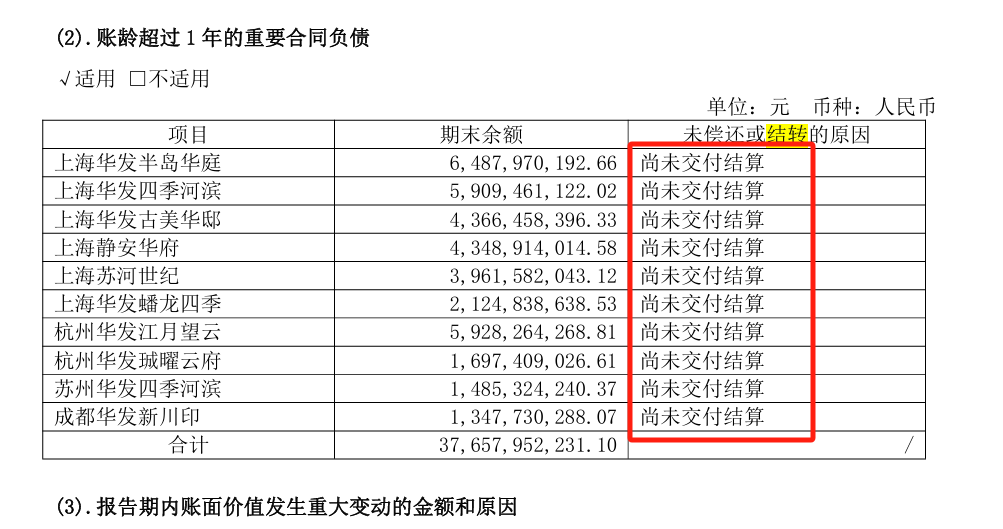 (2).账龄超过1年的重要合同负债
√适用 □不适用
单位：元 币种：人民币
项目 期末余额 未偿还或结转的原因
上海华发半岛华庭 6,487,970,192.66 尚未交付结算
上海华发四季河滨 5,909,461,122.02 尚未交付结算
上海华发古美华邸 4,366,458,396.33 尚未交付结算
上海静安华府 4,348,914,014.58 尚未交付结算
上海苏河世纪 3,961,582,043.12 尚未交付结算
上海华发蟠龙四季 2,124,838,638.53 尚未交付结算
杭州华发江月望云 5,928,264,268.81 尚未交付结算
杭州华发珹曜云府 1,697,409,026.61 尚未交付结算
苏州华发四季河滨 1,485,324,240.37 尚未交付结算
成都华发新川印 1,347,730,288.07 尚未交付结算
合计 37,657,952,231.10 /
(3).报告期内账面价值发生重大变动的金额和原因